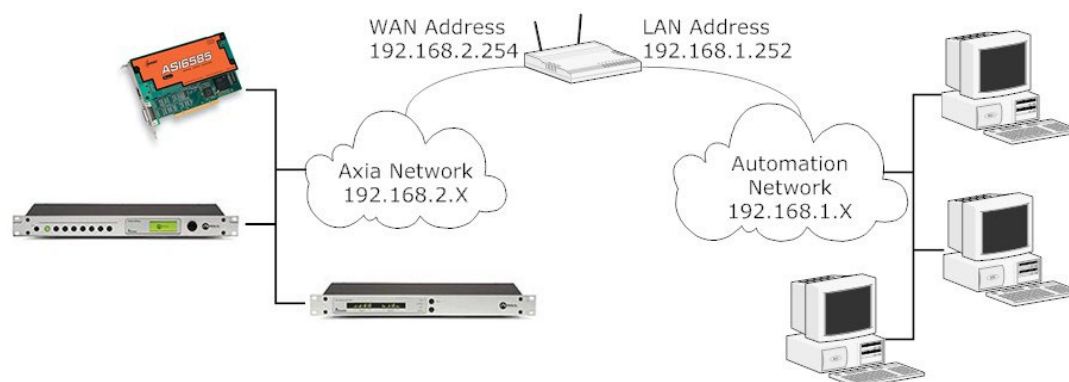 WAN Address
192.168.2.254
LAN Address
192.168.1.252
ASI6585
Axia Network
192.168.2.X
Automation
Network
192.168.1.X